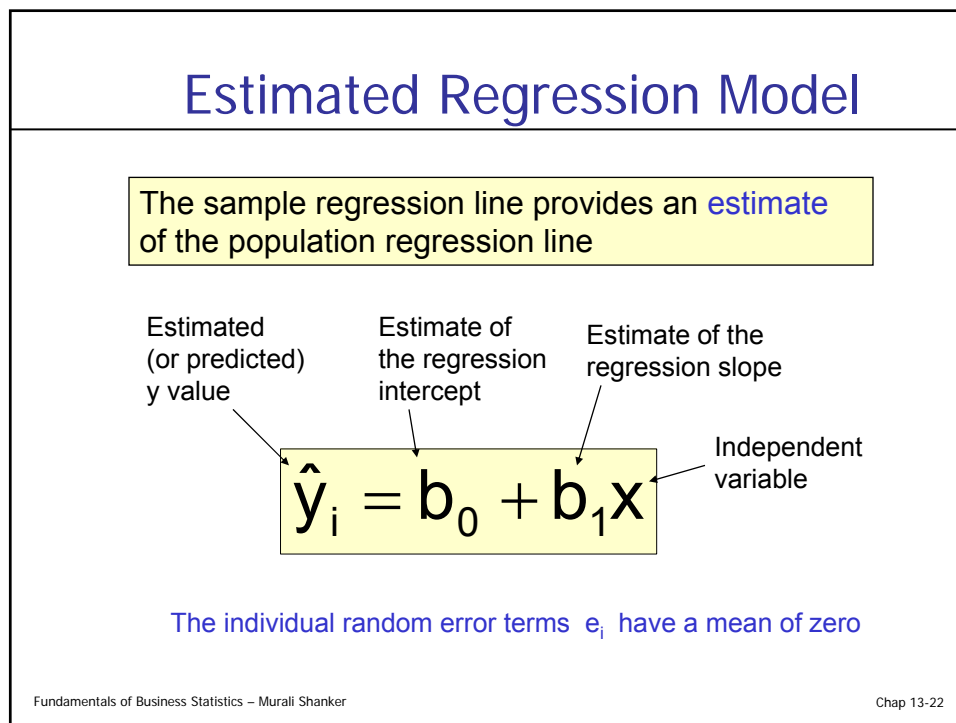 Estimated Regression Model
The sample regression line provides an estimate
of the population regression line
Estimated
(or predicted)
y value
Estimate of
the regression
intercept
Estimate of the
regression slope
Independent
variable
ŷᵢ = b₀ + b₁x
The individual random error terms eᵢ have a mean of zero
Fundamentals of Business Statistics – Murali Shanker
Chap 13-22